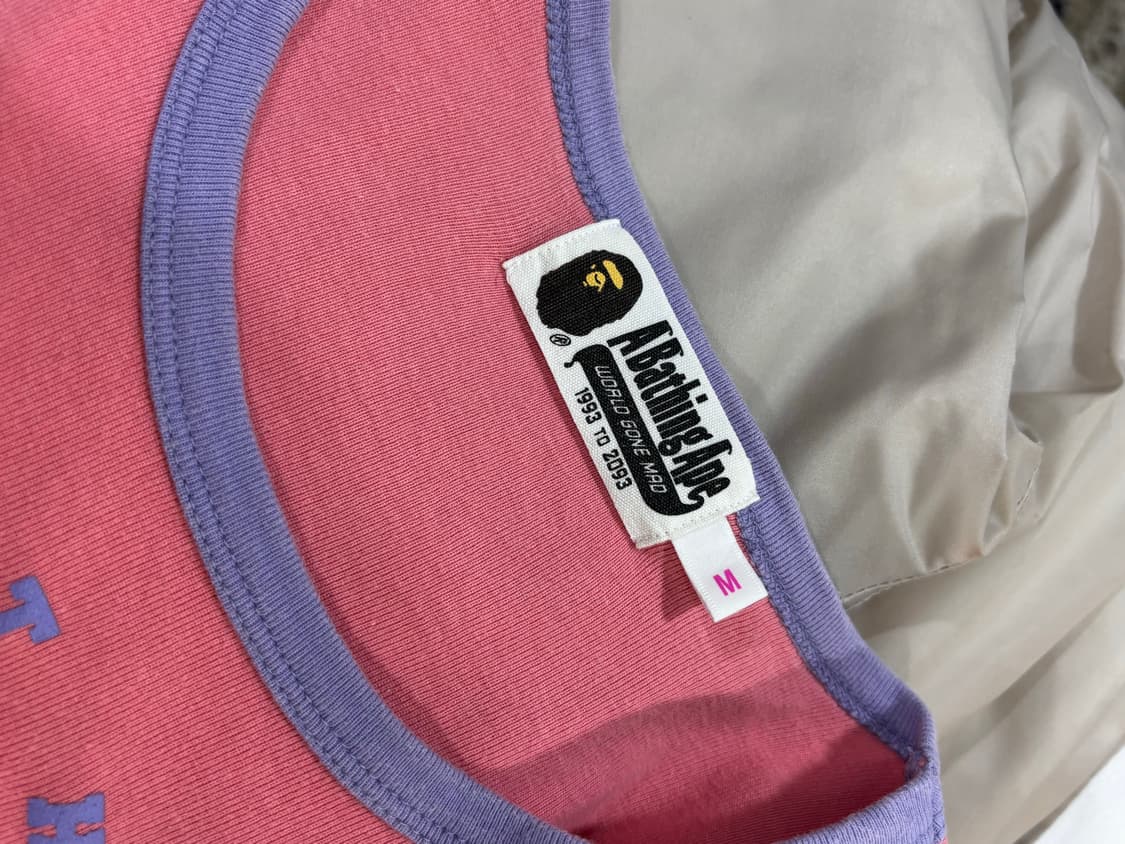 ®
A Bathing Ape
WORLD GONE MAD
1993 TO 2093
M
T
H